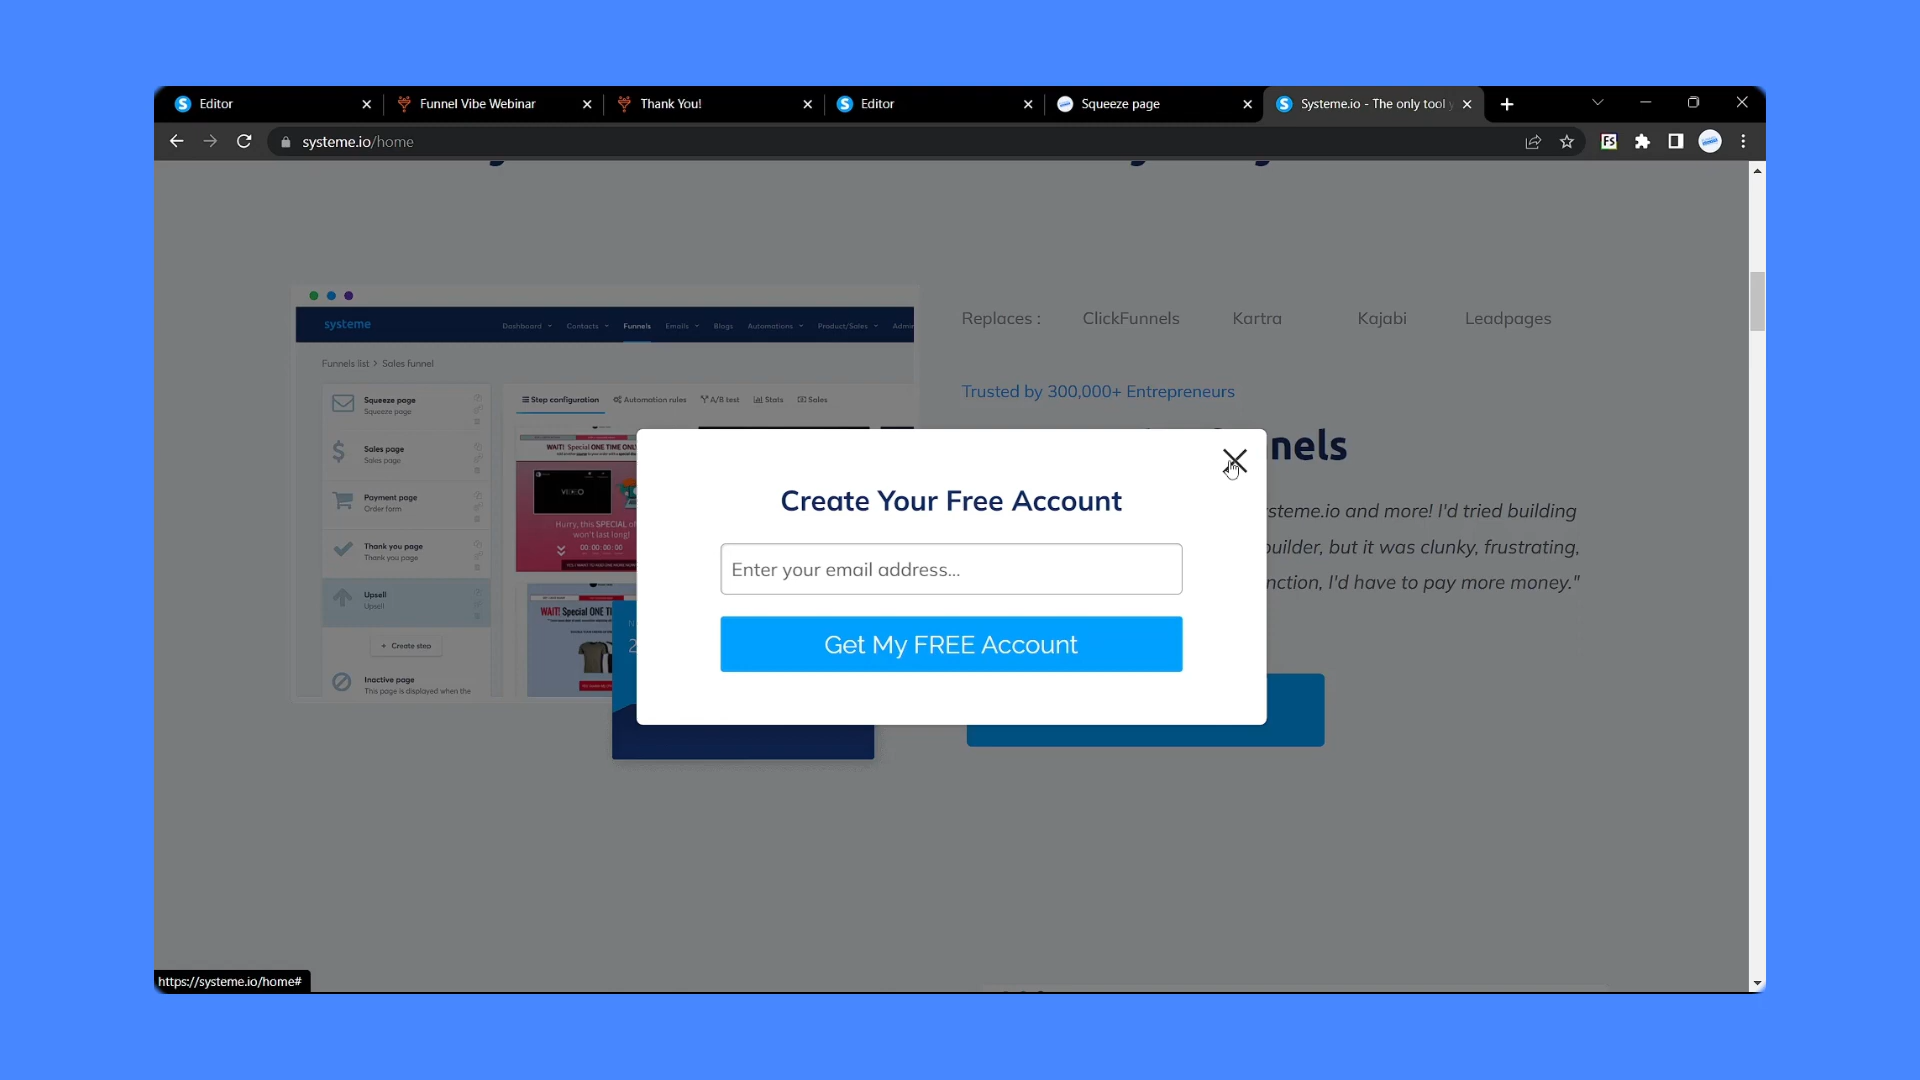 Editor
Funnel Vibe Webinar
Thank You!
Editor
Squeeze page
Systeme.io - The only tool
systeme.io/home
FS
systeme
Dashboard
Contacts
Funnels
Emails
Blogs
Automations
Product/Sales
Funnels list > Sales funnel
Squeeze page
Squeeze page
Sales page
Sales page
Payment page
Order form
Thank you page
Thank you page
Upsell
Upsell
+ Create step
Inactive page
This page is displayed when the
Step configuration
Automation rules
A/B test
Stats
Sales
WAIT! Special ONE TIME ONLY
Hurry, this SPECIAL
won't last long!
00:00:00:00
WAIT! Special ONE TI
Replaces :
ClickFunnels
Kartra
Kajabi
Leadpages
Trusted by 300,000+ Entrepreneurs
nels
steme.io and more! I'd tried building
uilder, but it was clunky, frustrating,
nction, I'd have to pay more money."
Create Your Free Account
Enter your email address...
Get My FREE Account
https://systeme.io/home#